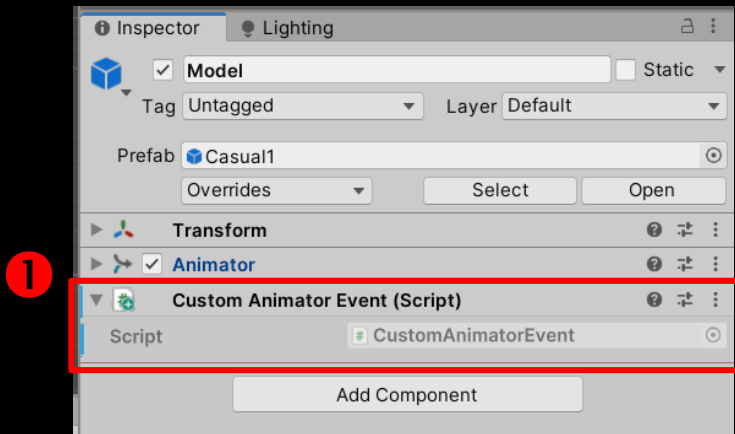 Inspector Lighting
Model Static
Tag Untagged Layer Default
Prefab Casual1
Overrides Select Open
Transform
Animator
1
Custom Animator Event (Script)
Script # CustomAnimatorEvent
Add Component